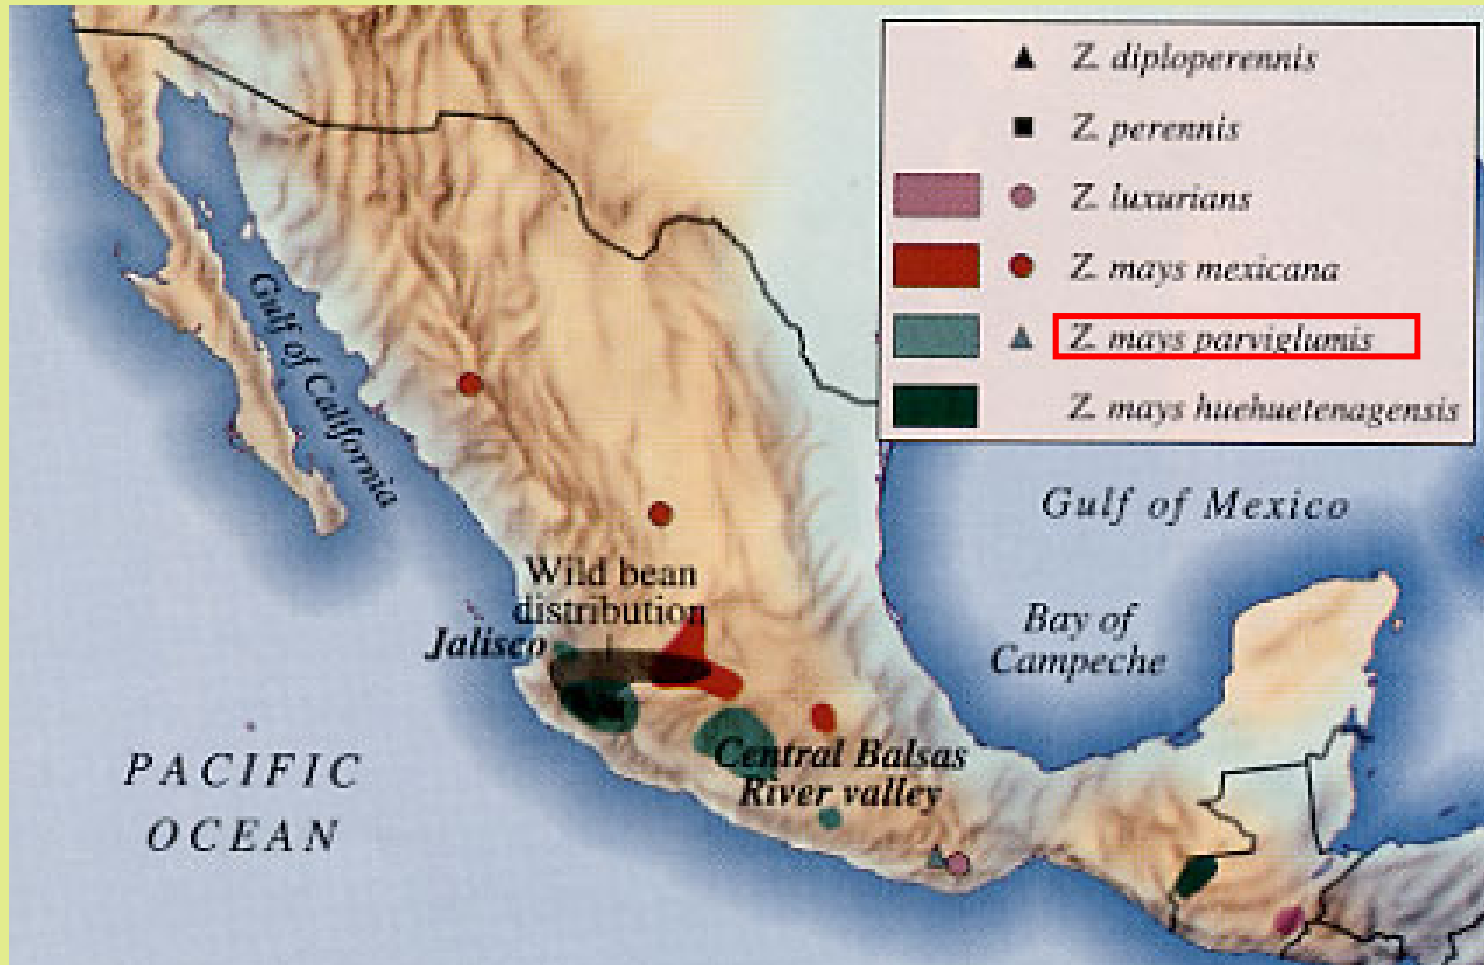 Z. diploperennis
Z. perennis
Z. luxurians
Z. mays mexicana
Z. mays parviglumis
Z. mays huehuetenagensis
Gulf of California
Gulf of Mexico
Wild bean
distribution
Jalisco
Bay of
Campeche
Central Balsas
River valley
PACIFIC
OCEAN